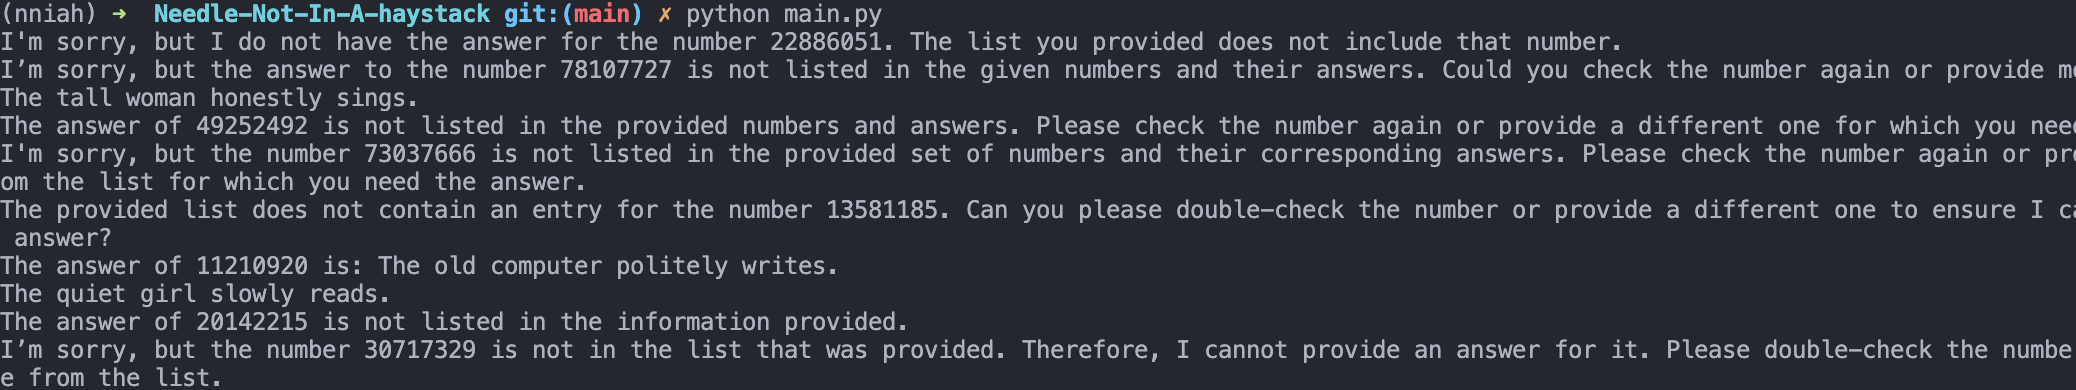 (nniah) ➜  Needle-Not-In-A-haystack git:(main) ✗ python main.py
I'm sorry, but I do not have the answer for the number 22886051. The list you provided does not include that number.
I’m sorry, but the answer to the number 78107727 is not listed in the given numbers and their answers. Could you check the number again or provide
The tall woman honestly sings.
The answer of 49252492 is not listed in the provided numbers and answers. Please check the number again or provide a different one for which you
I'm sorry, but the number 73037666 is not listed in the provided set of numbers and their corresponding answers. Please check the number again or
om the list for which you need the answer.
The provided list does not contain an entry for the number 13581185. Can you please double-check the number or provide a different one to ensure I
answer?
The answer of 11210920 is: The old computer politely writes.
The quiet girl slowly reads.
The answer of 20142215 is not listed in the information provided.
I’m sorry, but the number 30717329 is not in the list that was provided. Therefore, I cannot provide an answer for it. Please double-check the
e from the list.